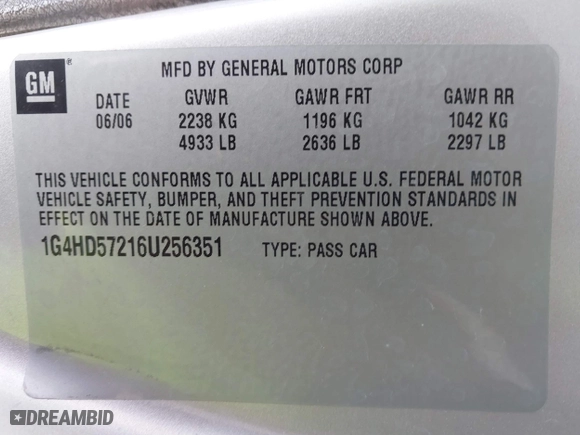 GM®
MFD BY GENERAL MOTORS CORP
DATE GVWR GAWR FRT GAWR RR
06/06 2238 KG 1196 KG 1042 KG
4933 LB 2636 LB 2297 LB
THIS VEHICLE CONFORMS TO ALL APPLICABLE U.S. FEDERAL MOTOR
VEHICLE SAFETY, BUMPER, AND THEFT PREVENTION STANDARDS IN
EFFECT ON THE DATE OF MANUFACTURE SHOWN ABOVE.
1G4HD57216U256351 TYPE: PASS CAR
DREAMBID